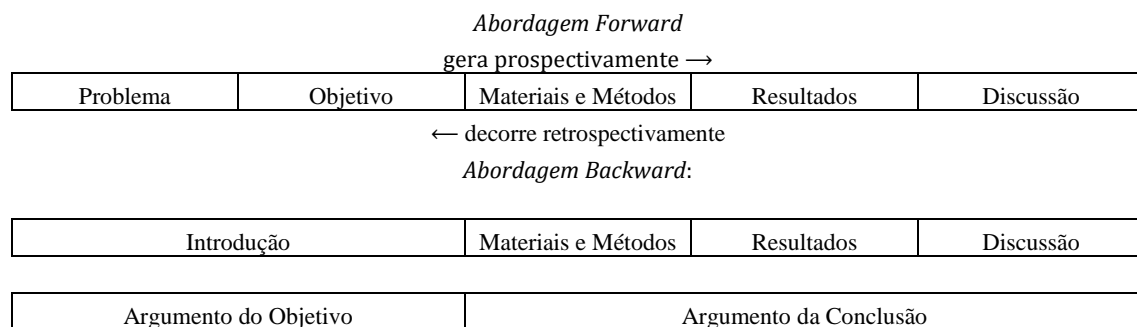 Abordagem Forward
gera prospectivamente ⟶
Problema Objetivo Materiais e Métodos Resultados Discussão
⟵ decorre retrospectivamente
Abordagem Backward:
Introdução Materiais e Métodos Resultados Discussão
Argumento do Objetivo Argumento da Conclusão